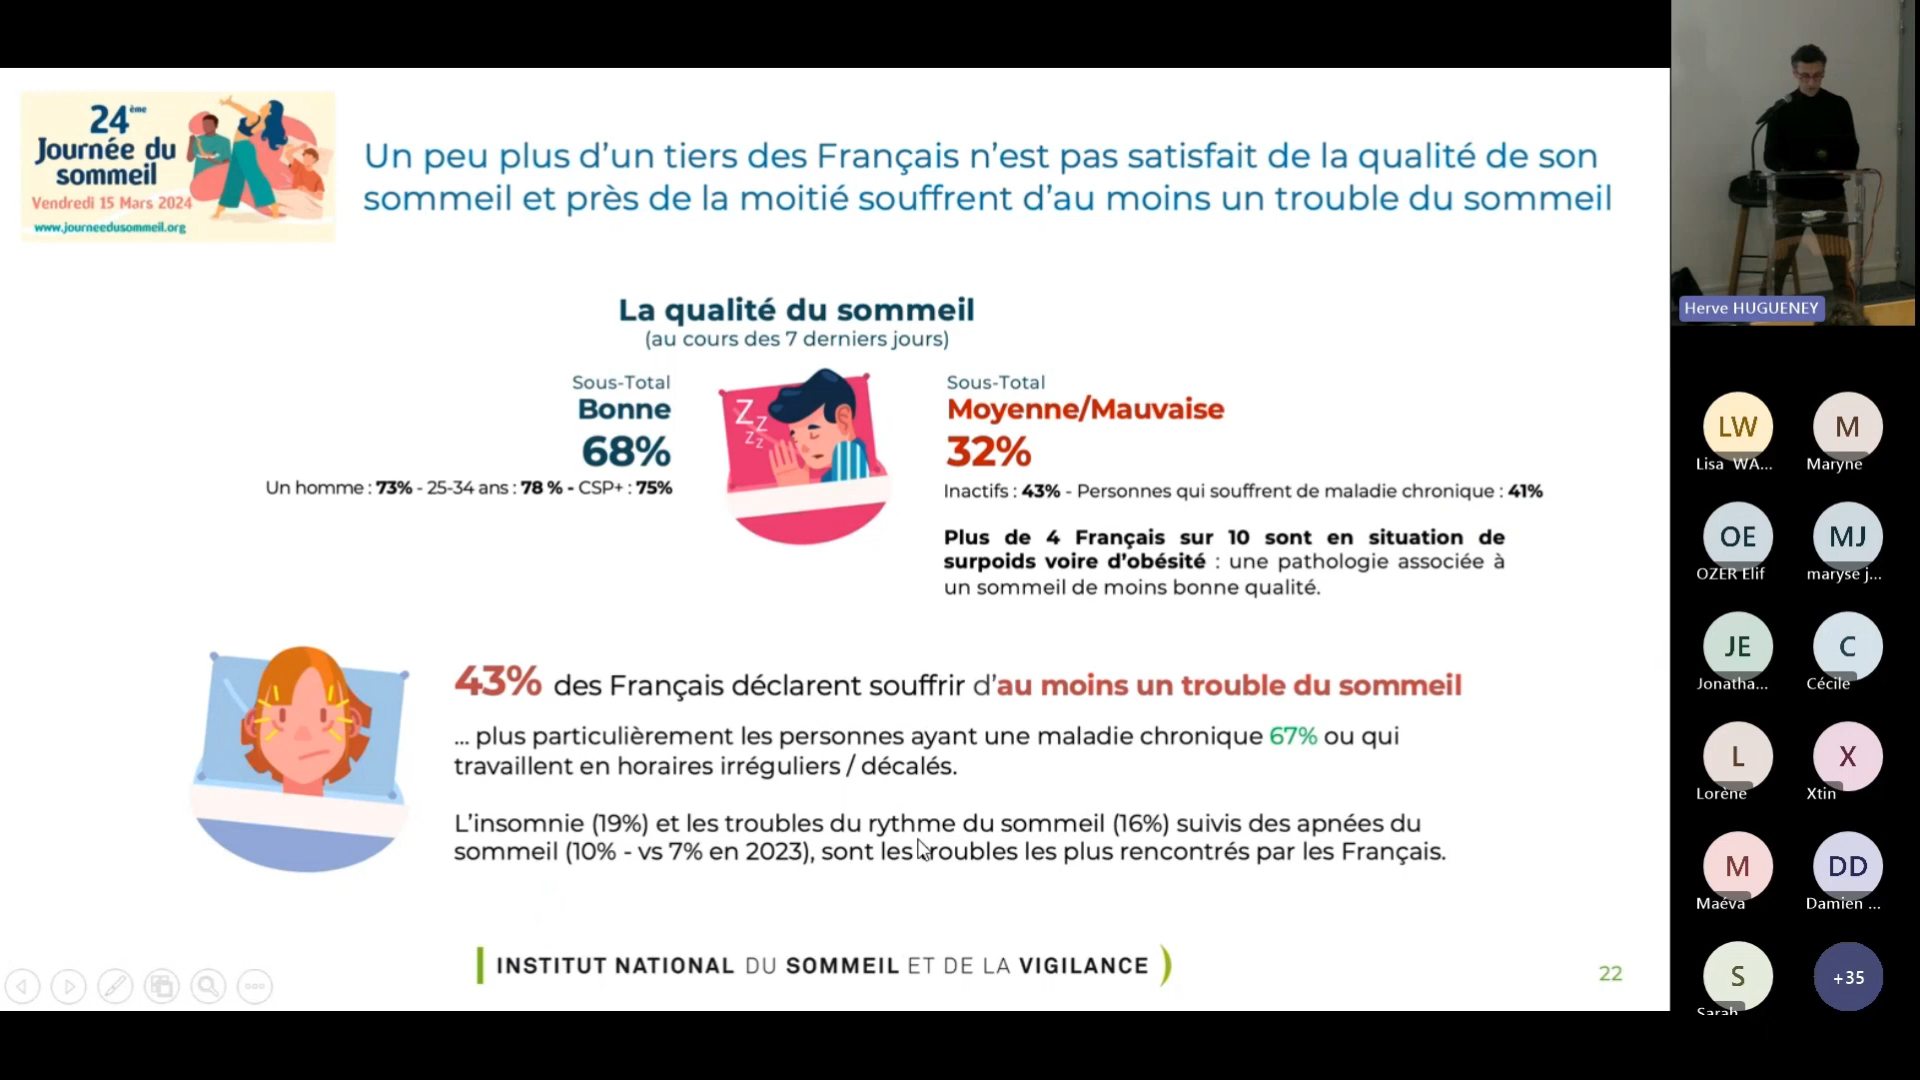 24ème
Journée du
sommeil
Vendredi 15 Mars 2024
www.journeedusommeil.org
Un peu plus d’un tiers des Français n’est pas satisfait de la qualité de son
sommeil et près de la moitié souffrent d’au moins un trouble du sommeil
La qualité du sommeil
(au cours des 7 derniers jours)
Sous-Total
Bonne
68%
Un homme : 73% - 25-34 ans : 78 % - CSP+ : 75%
Z Z
Z Z
Sous-Total
Moyenne/Mauvaise
32%
Inactifs : 43% - Personnes qui souffrent de maladie chronique : 41%
Plus de 4 Français sur 10 sont en situation de
surpoids voire d’obésité : une pathologie associée à
un sommeil de moins bonne qualité.
43% des Français déclarent souffrir d’au moins un trouble du sommeil
... plus particulièrement les personnes ayant une maladie chronique 67% ou qui
travaillent en horaires irréguliers / décalés.
L’insomnie (19%) et les troubles du rythme du sommeil (16%) suivis des apnées du
sommeil (10% - vs 7% en 2023), sont les troubles les plus rencontrés par les Français.
INSTITUT NATIONAL DU SOMMEIL ET DE LA VIGILANCE
22
Herve HUGUENEY
LW
Lisa WA...
M
Maryne
OE
OZER Elif
MJ
maryse j...
JE
Jonatha...
C
Cécile
L
Lorène
X
Xtin
M
Maéva
DD
Damien ...
S
Sarah
+35